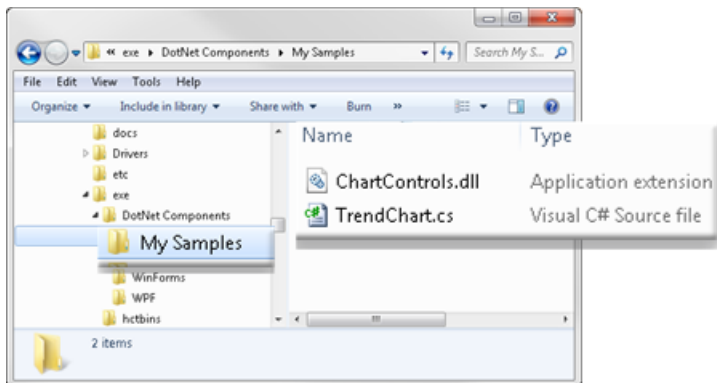 « exe ▸ DotNet Components ▸ My Samples
Search My S...
File Edit View Tools Help
Organize Include in library Share with Burn »
docs
Drivers
etc
exe
DotNet Components
My Samples
WinForms
WPF
hctbins
Name Type
ChartControls.dll Application extension
TrendChart.cs Visual C# Source file
2 items